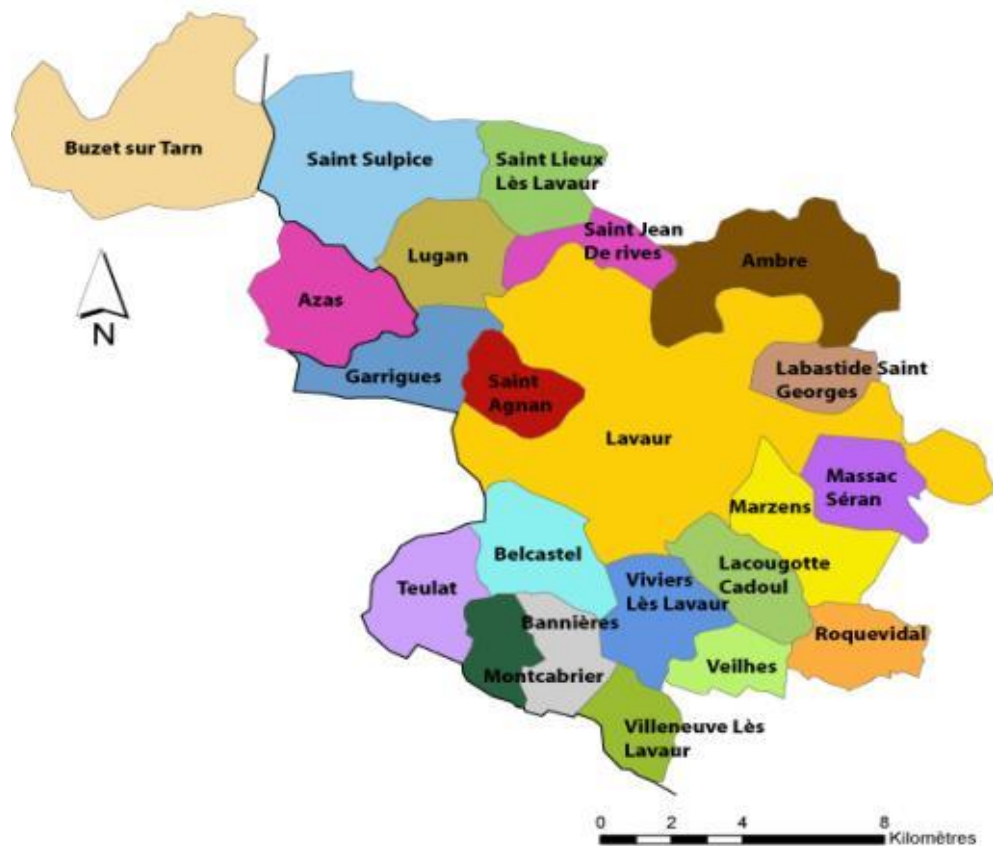 Buzet sur Tarn
Saint Sulpice
Saint Lieux
Lès Lavaur
Saint Jean
De rives
Lugan
Ambre
Azas
N
Garrigues
Saint
Agnan
Labastide Saint
Georges
Lavaur
Massac
Séran
Marzens
Belcastel
Lacougotte
Cadoul
Viviers
Lès Lavaur
Teulat
Bannières
Roquevidal
Montcabrier
Veilhes
Villeneuve Lès
Lavaur
0 2 4 8
Kilomètres